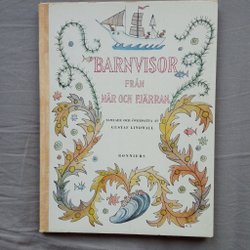 BARNVISOR
FRÅN
NÄR OCH FJÄRRAN
SAMLADE OCH ÖVERSATTA AV
GUSTAF LINDWALL
BONNIERS